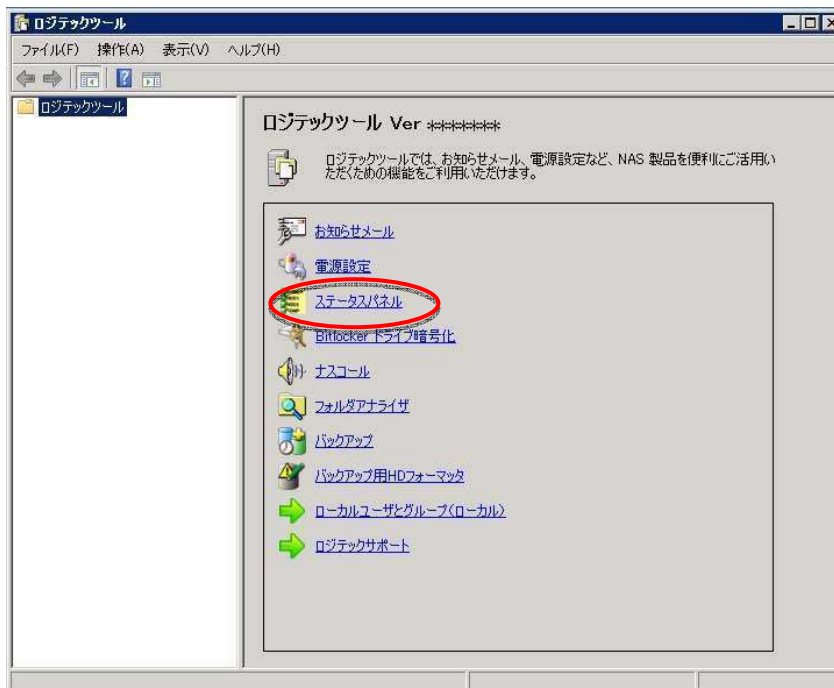 ロジテックツール
ファイル(F) 操作(A) 表示(V) ヘルプ(H)
ロジテックツール
ロジテックツール Ver *******
ロジテックツールでは、お知らせメール、電源設定など、NAS 製品を便利にご活用い
ただくための機能をご利用いただけます。
お知らせメール
電源設定
ステータスパネル
Bitlocker ドライブ暗号化
ナスコール
フォルダアナライザ
バックアップ
バックアップ用HDフォーマッタ
ローカルユーザとグループ(ローカル)
ロジテックサポート